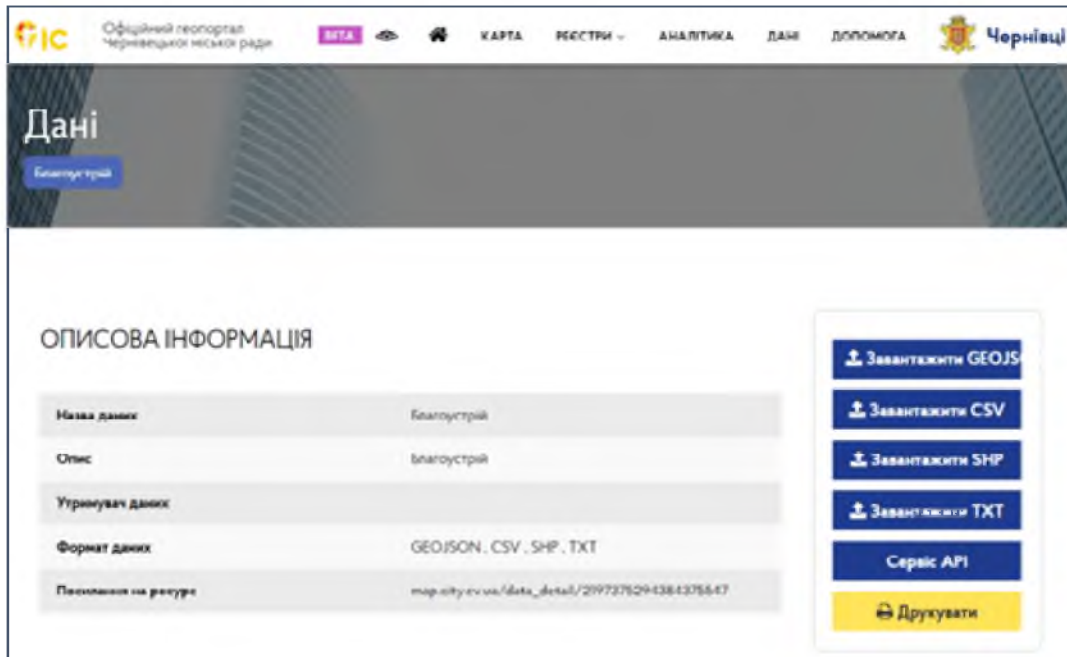 ГІС
Офіційний геопортал
Чернівецької міської ради
BETA
КАРТА
РЕЄСТРИ
АНАЛІТИКА
ДАНІ
ДОПОМОГА
Чернівці
Дані
Благоустрій
ОПИСОВА ІНФОРМАЦІЯ
Назва даних Благоустрій
Опис Благоустрій
Утримувач даних
Формат даних GEOJSON , CSV , SHP , TXT
Посилання на ресурс
Завантажити GEOJS
Завантажити CSV
Завантажити SHP
Завантажити TXT
Сервіс API
Друкувати